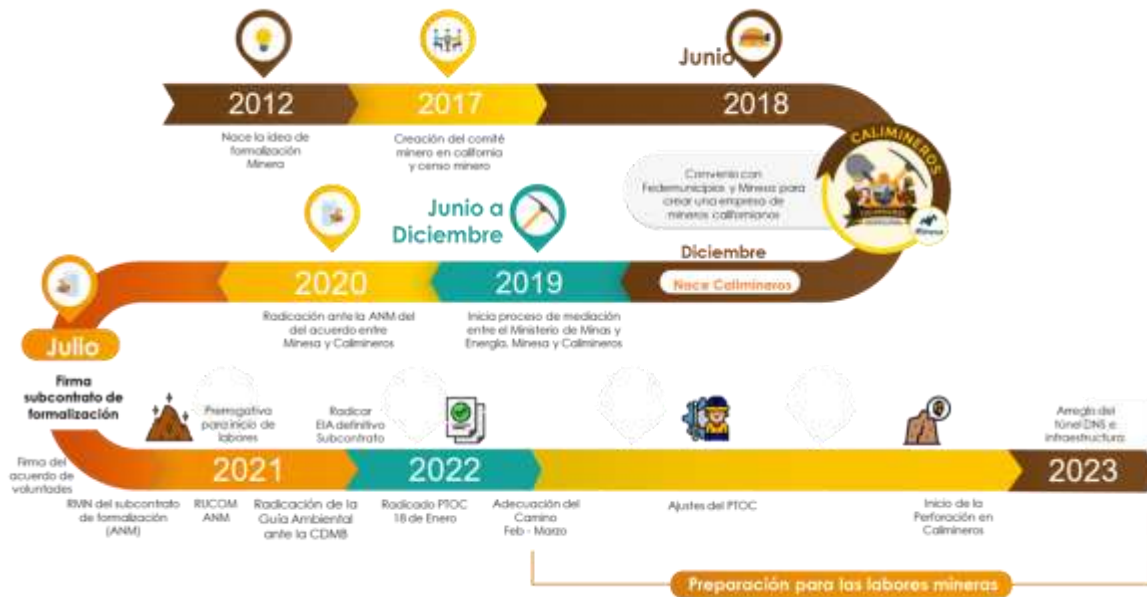 Junio
2012
2017
2018
Nace la idea de
formalización
Minera
Creación del comité
minero en california
y censo minero
CALIMINEROS
Convenio con
Fedemunicipios y Minesa para
crear una empresa de
mineros californianos
Minesa
Junio a
Diciembre
Diciembre
2020
2019
Nace Calimineros
Radicación ante la ANM del
del acuerdo entre
Minesa y Calimineros
Inicia proceso de mediación
entre el Ministerio de Minas y
Energía, Minesa y Calimineros
Julio
Firma
subcontrato de
formalización
Prerrogativa
para inicio de
labores
Radicar
EIA definitivo
Subcontrato
Arreglo del
túnel DNS e
infraestructura
2021
2022
2023
Firma del
acuerdo de
voluntades
RMN del subcontrato
de formalización
(ANM)
RUCOM
ANM
Radicación de la
Guía Ambiental
ante la CDMB
Radicado PTOC
18 de Enero
Adecuación del
Camino
Feb - Marzo
Ajustes del PTOC
Inicio de la
Perforación en
Calimineros
Preparación para las labores mineras